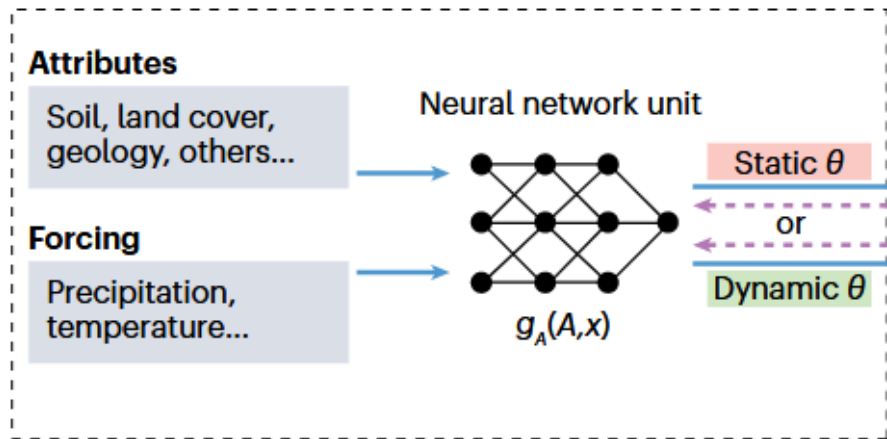 Attributes
Soil, land cover,
geology, others...
Forcing
Precipitation,
temperature...
Neural network unit
g_A(A,x)
Static θ
or
Dynamic θ